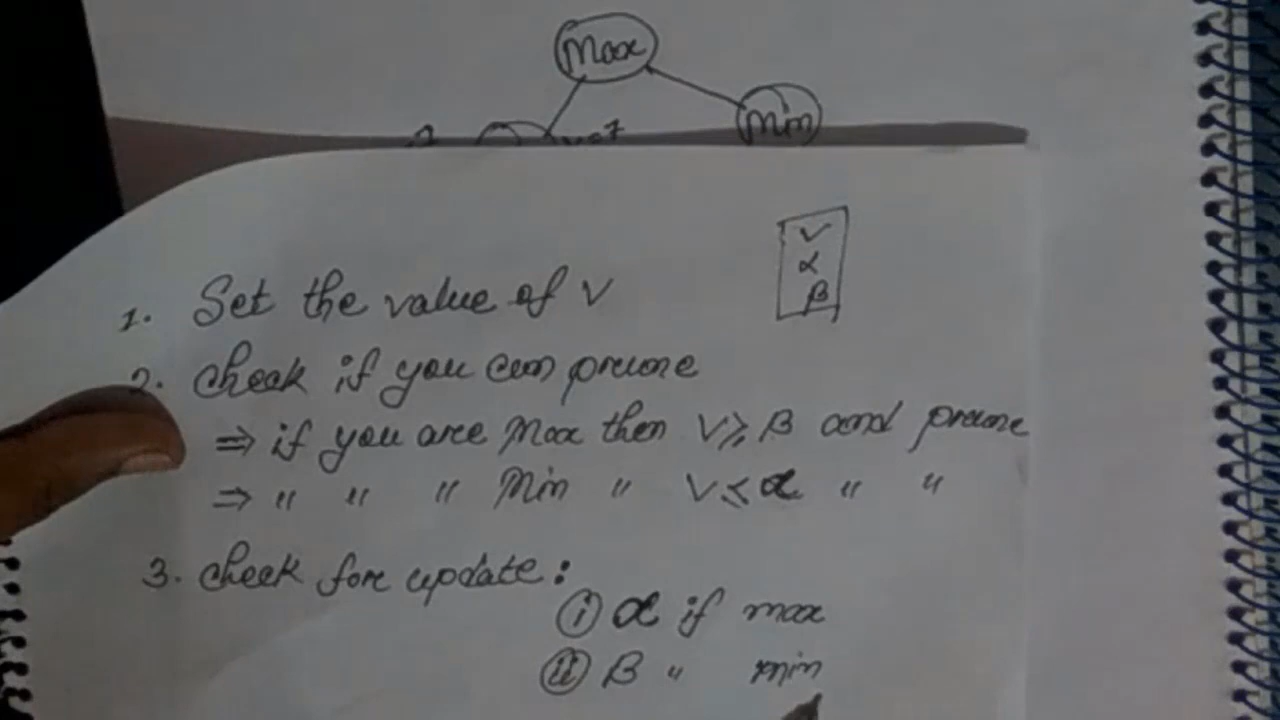 Max
Min
V
α
β
1. Set the value of V
2. check if you can prune
⇒ if you are Max then V ≥ β and prune
⇒ " " " Min " V ≤ α " "
3. check for update:
(i) α if max
(ii) β " min